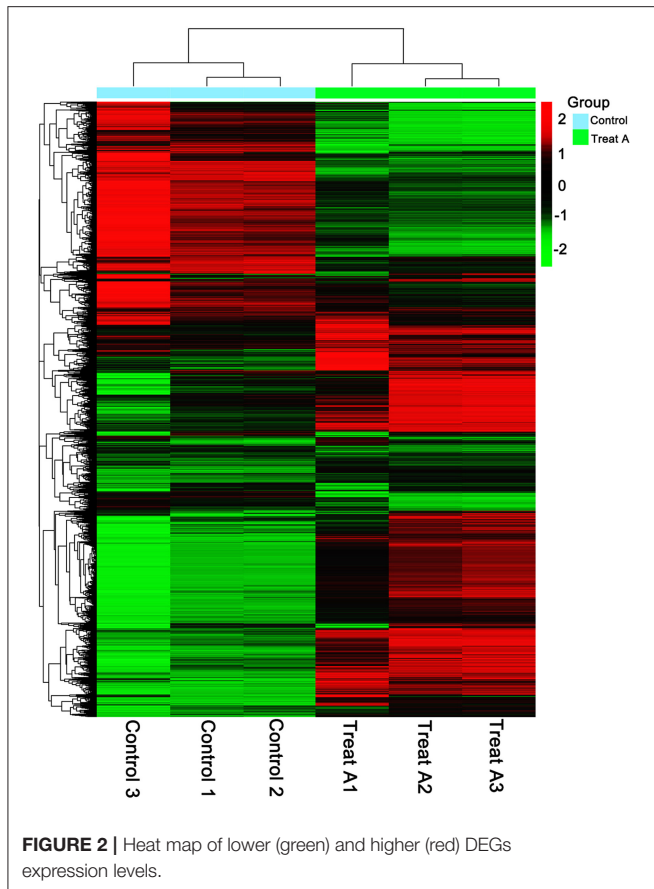 Group
Control
Treat A
2
1
0
-1
-2
Control 3
Control 1
Control 2
Treat A1
Treat A2
Treat A3
FIGURE 2 | Heat map of lower (green) and higher (red) DEGs
expression levels.